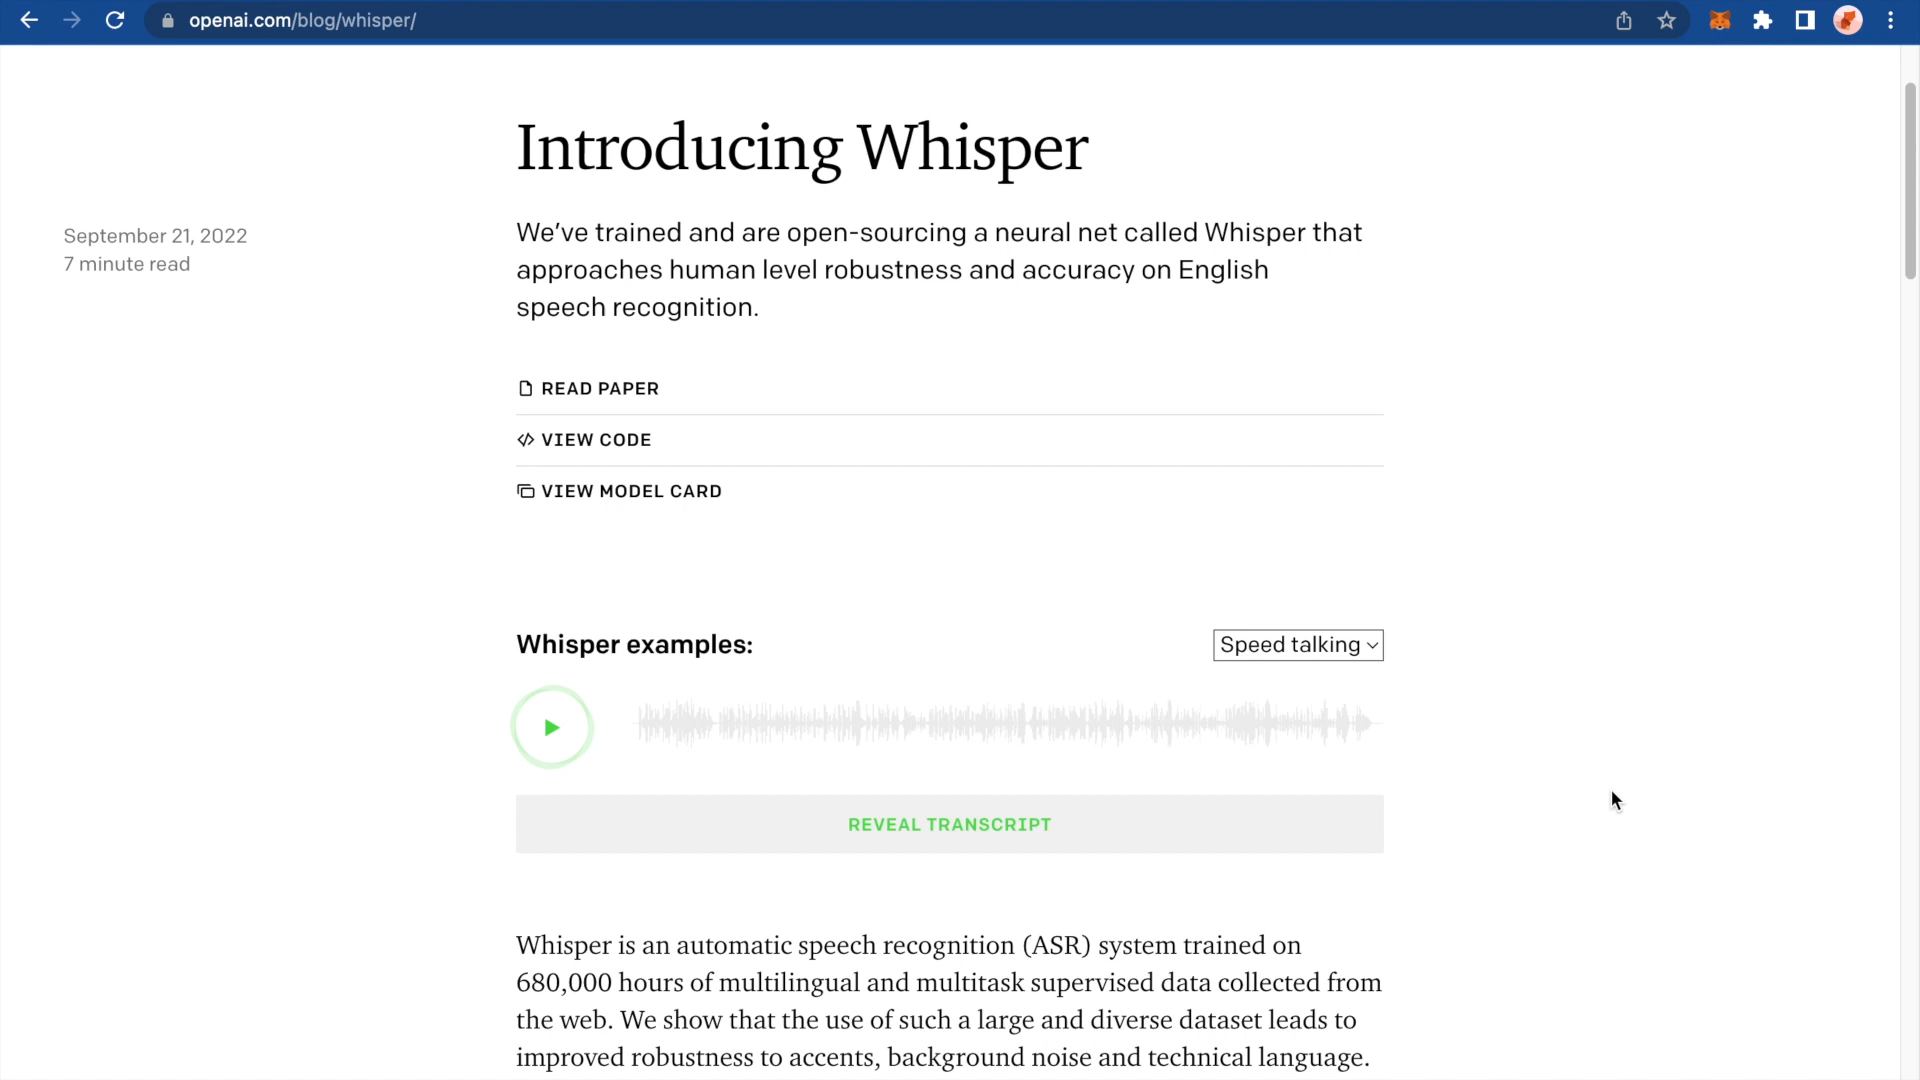 openai.com/blog/whisper/
Introducing Whisper
September 21, 2022
7 minute read
We’ve trained and are open-sourcing a neural net called Whisper that
approaches human level robustness and accuracy on English
speech recognition.
READ PAPER
VIEW CODE
VIEW MODEL CARD
Whisper examples:
Speed talking
REVEAL TRANSCRIPT
Whisper is an automatic speech recognition (ASR) system trained on
680,000 hours of multilingual and multitask supervised data collected from
the web. We show that the use of such a large and diverse dataset leads to
improved robustness to accents, background noise and technical language.